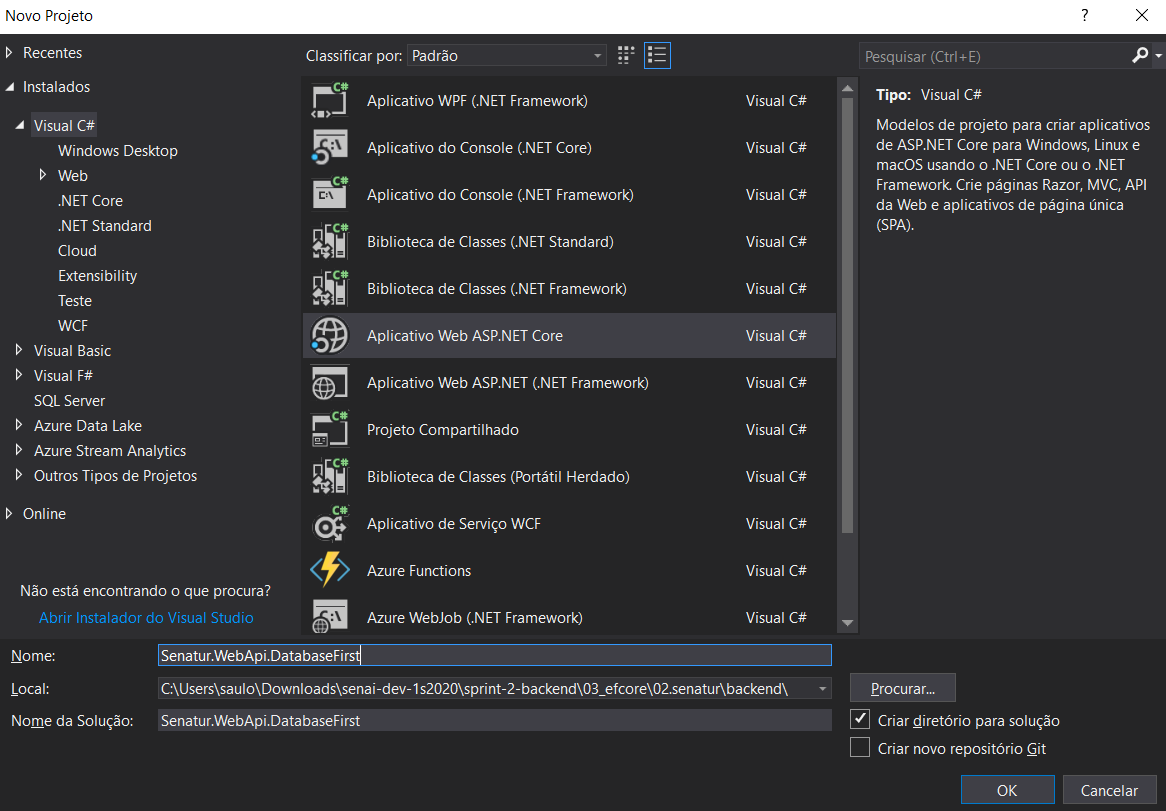 Novo Projeto
?
Recentes
Instalados
Visual C#
Windows Desktop
Web
.NET Core
.NET Standard
Cloud
Extensibility
Teste
WCF
Visual Basic
Visual F#
SQL Server
Azure Data Lake
Azure Stream Analytics
Outros Tipos de Projetos
Online
Não está encontrando o que procura?
Abrir Instalador do Visual Studio
Classificar por: Padrão
Aplicativo WPF (.NET Framework) Visual C#
Aplicativo do Console (.NET Core) Visual C#
Aplicativo do Console (.NET Framework) Visual C#
Biblioteca de Classes (.NET Standard) Visual C#
Biblioteca de Classes (.NET Framework) Visual C#
Aplicativo Web ASP.NET Core Visual C#
Aplicativo Web ASP.NET (.NET Framework) Visual C#
Projeto Compartilhado Visual C#
Biblioteca de Classes (Portátil Herdado) Visual C#
Aplicativo de Serviço WCF Visual C#
Azure Functions Visual C#
Azure WebJob (.NET Framework) Visual C#
Pesquisar (Ctrl+E)
Tipo: Visual C#
Modelos de projeto para criar aplicativos
de ASP.NET Core para Windows, Linux e
macOS usando o .NET Core ou o .NET
Framework. Crie páginas Razor, MVC, API
da Web e aplicativos de página única
(SPA).
Nome: Senatur.WebApi.DatabaseFirst
Local: C:\Users\saulo\Downloads\senai-dev-1s2020\sprint-2-backend\03_efcore\02.senatur\backend\
Procurar...
Nome da Solução: Senatur.WebApi.DatabaseFirst
Criar diretório para solução
Criar novo repositório Git
OK Cancelar